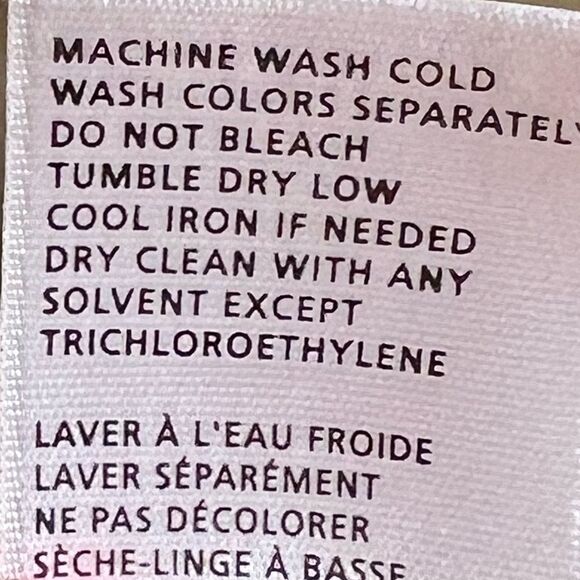 MACHINE WASH COLD
WASH COLORS SEPARATELY
DO NOT BLEACH
TUMBLE DRY LOW
COOL IRON IF NEEDED
DRY CLEAN WITH ANY
SOLVENT EXCEPT
TRICHLOROETHYLENE
LAVER À L'EAU FROIDE
LAVER SÉPARÉMENT
NE PAS DÉCOLORER
SÈCHE-LINGE À BASSE